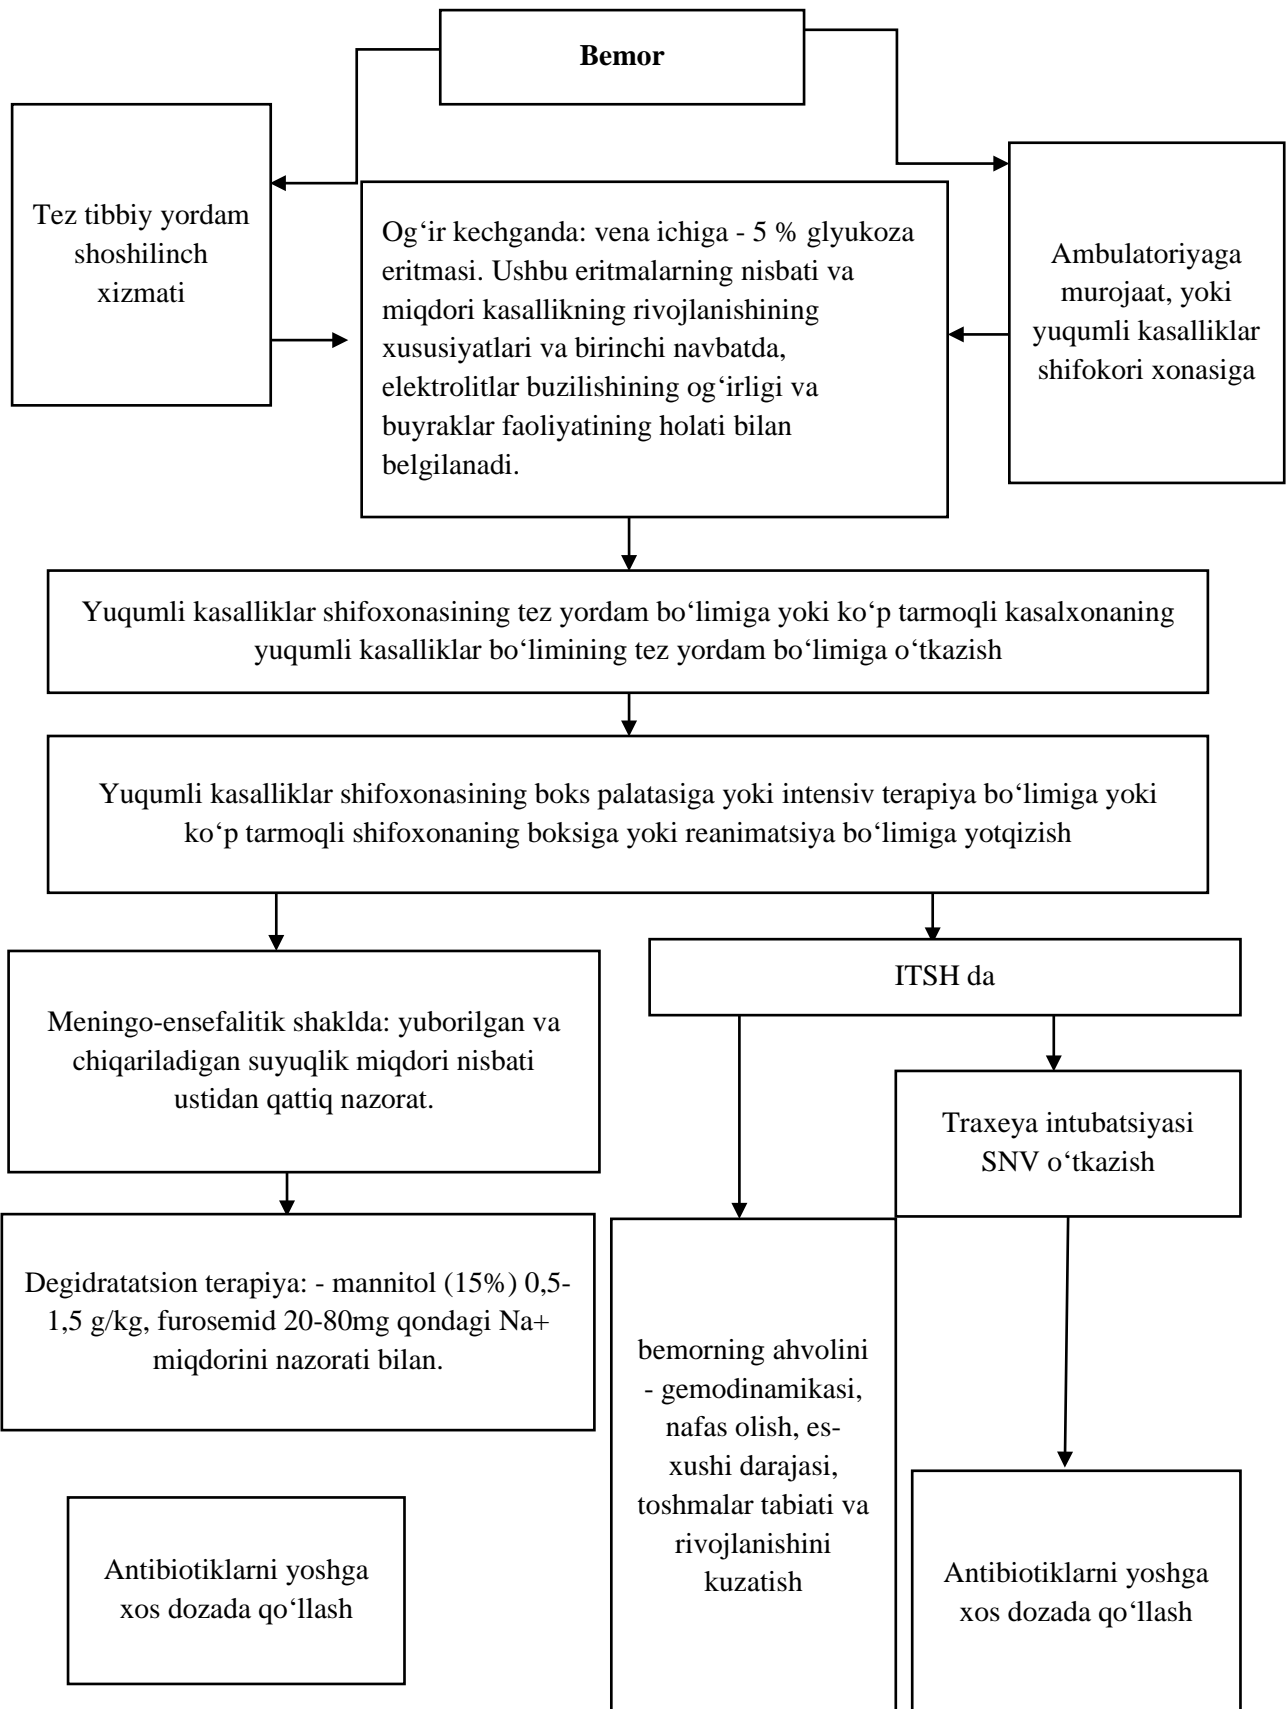 Bemor
Tez tibbiy yordam
shoshilinch
xizmati
Og‘ir kechganda: vena ichiga - 5 % glyukoza
eritmasi. Ushbu eritmalarning nisbati va
miqdori kasallikning rivojlanishining
xususiyatlari va birinchi navbatda,
elektrolitlar buzilishining og‘irligi va
buyraklar faoliyatining holati bilan
belgilanadi.
Ambulatoriyaga
murojaat, yoki
yuqumli kasalliklar
shifokori xonasiga
Yuqumli kasalliklar shifoxonasining tez yordam bo‘limiga yoki ko‘p tarmoqli kasalxonaning
yuqumli kasalliklar bo‘limining tez yordam bo‘limiga o‘tkazish
Yuqumli kasalliklar shifoxonasining boks palatasiga yoki intensiv terapiya bo‘limiga yoki
ko‘p tarmoqli shifoxonaning boksiga yoki reanimatsiya bo‘limiga yotqizish
Meningo-ensefalitik shaklda: yuborilgan va
chiqariladigan suyuqlik miqdori nisbati
ustidan qattiq nazorat.
ITSH da
Traxeya intubatsiyasi
SNV o‘tkazish
Degidratatsion terapiya: - mannitol (15%) 0,5-
1,5 g/kg, furosemid 20-80mg qondagi Na+
miqdorini nazorati bilan.
bemorning ahvolini
- gemodinamikasi,
nafas olish, es-
xushi darajasi,
toshmalar tabiati va
rivojlanishini
kuzatish
Antibiotiklarni yoshga
xos dozada qo‘llash
Antibiotiklarni yoshga
xos dozada qo‘llash